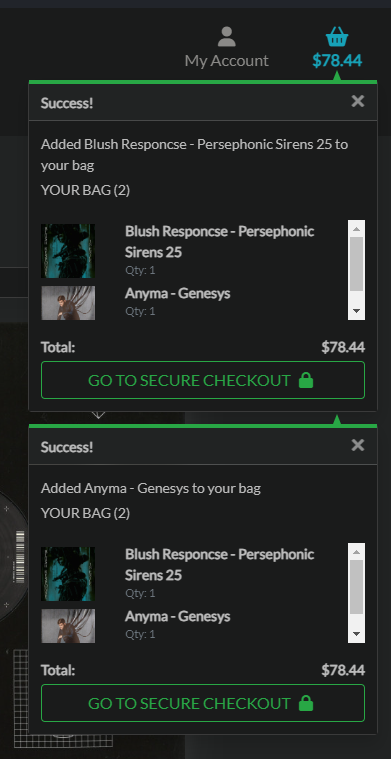 My Account
$78.44
Success!
Added Blush Responcse - Persephonic Sirens 25 to
your bag
YOUR BAG (2)
Blush Responcse - Persephonic
Sirens 25
Qty: 1
Anyma - Genesys
Qty: 1
Total: $78.44
GO TO SECURE CHECKOUT
Success!
Added Anyma - Genesys to your bag
YOUR BAG (2)
Blush Responcse - Persephonic
Sirens 25
Qty: 1
Anyma - Genesys
Qty: 1
Total: $78.44
GO TO SECURE CHECKOUT